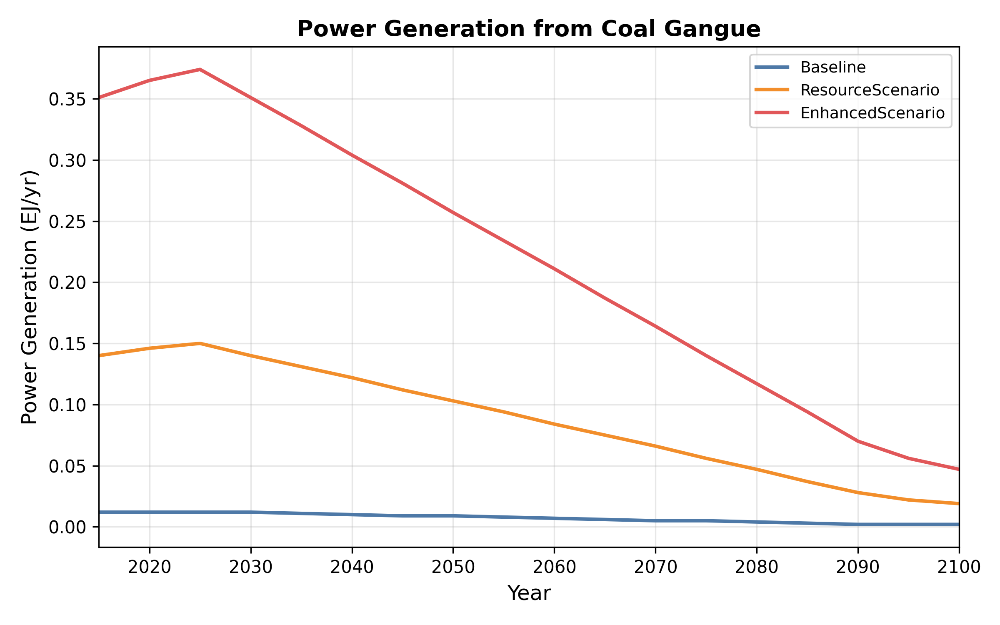 Power Generation from Coal Gangue
Baseline
ResourceScenario
EnhancedScenario
Power Generation (EJ/yr)
0.35
0.30
0.25
0.20
0.15
0.10
0.05
0.00
2020 2030 2040 2050 2060 2070 2080 2090 2100
Year